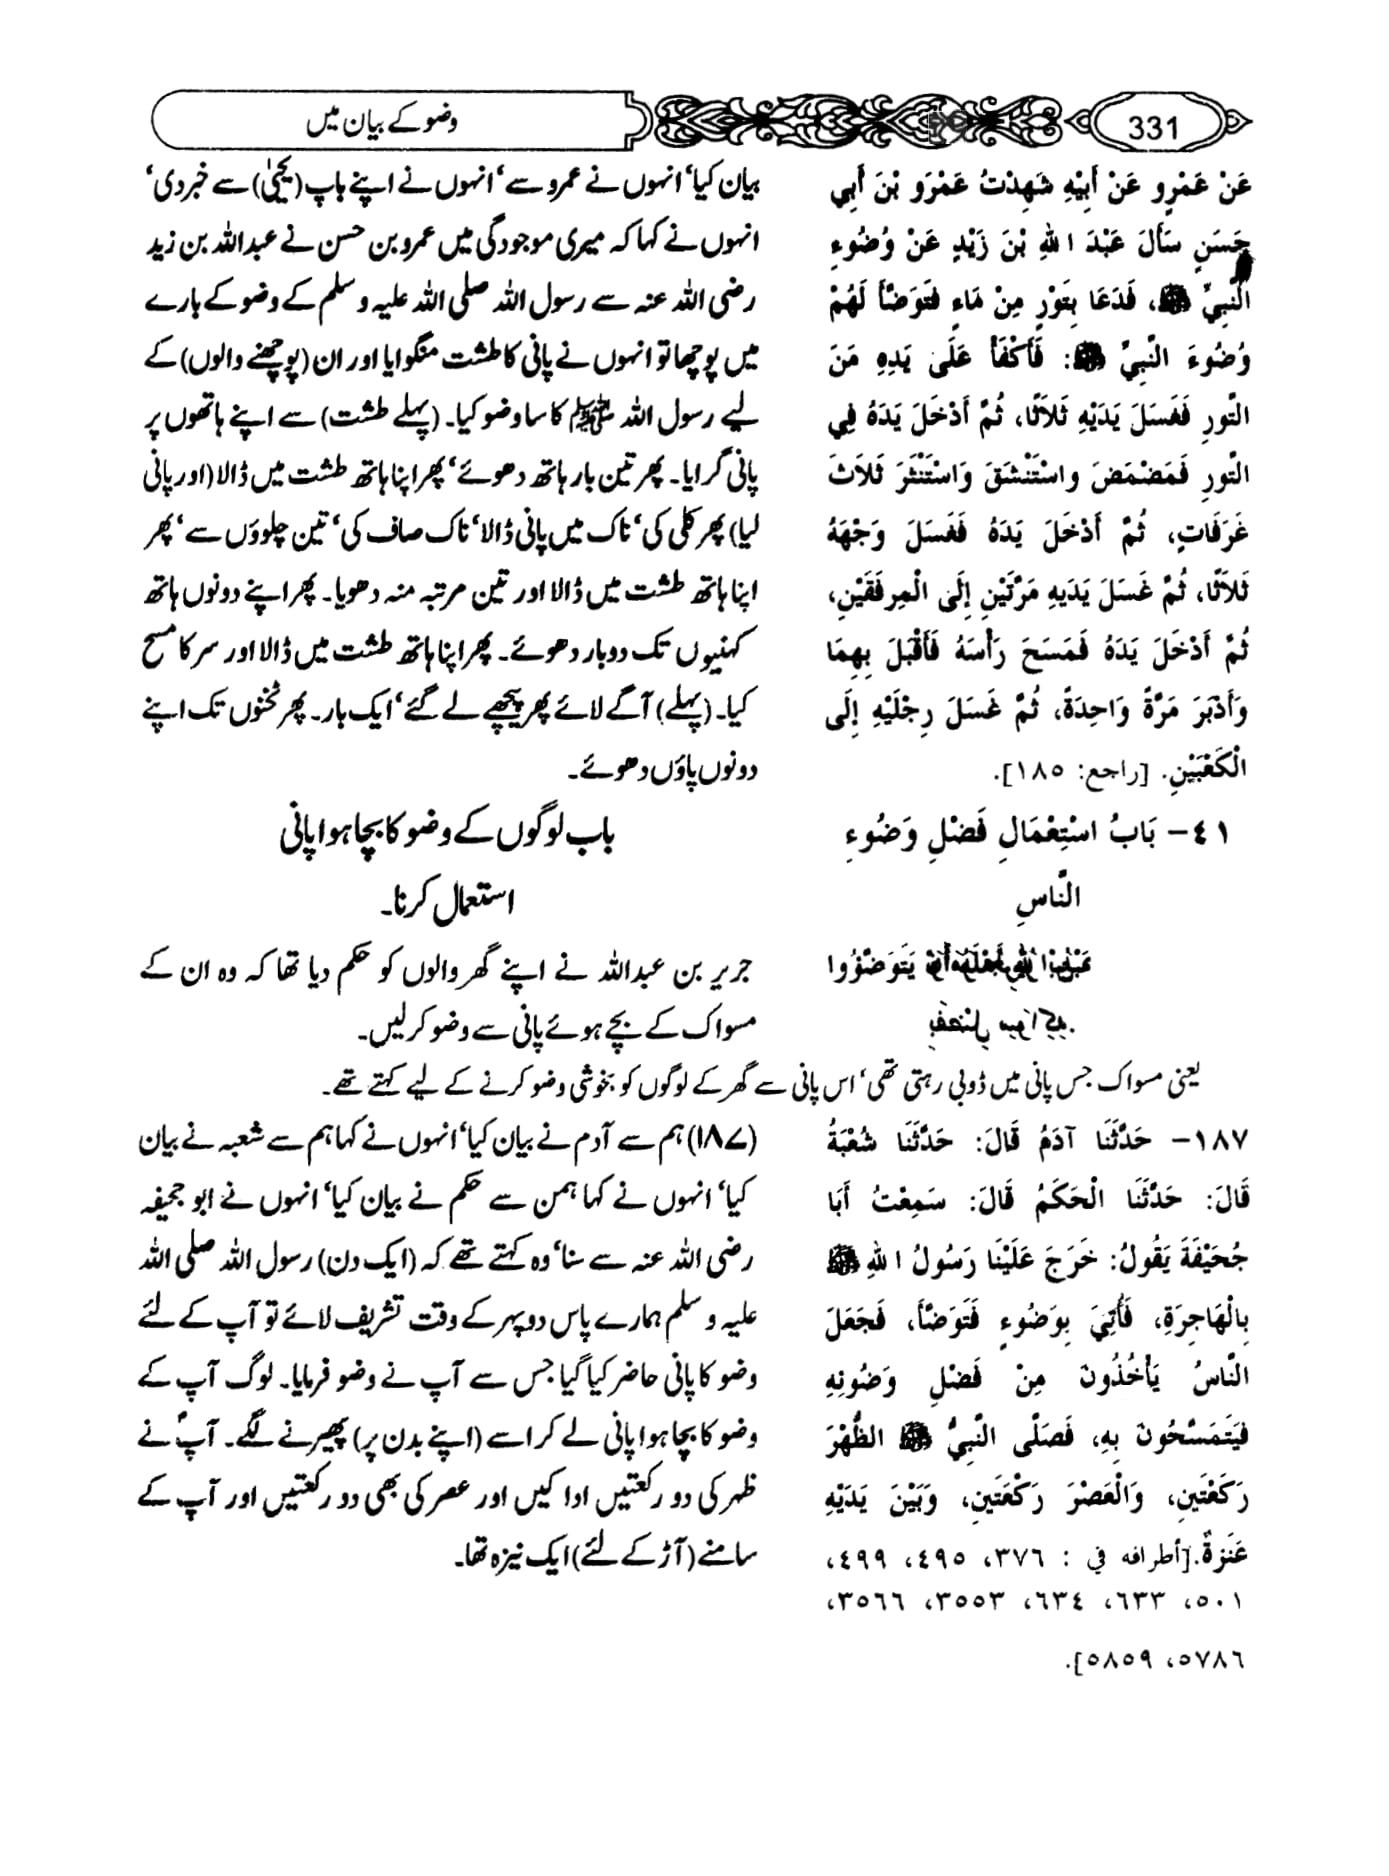 331
وضو کے بیان میں
عَنْ عَمْرٍو عَنْ أَبِيْهِ شَهِدْتُ عَمْرَو بْنَ أَبِي
حَسَنٍ سَأَلَ عَبْدَ اللهِ بْنَ زَيْدٍ عَنْ وُضُوءِ
النَّبِيِّ ﷺ، فَدَعَا بِتَوْرٍ مِنْ مَاءٍ فَتَوَضَّأَ لَهُمْ
وُضُوءَ النَّبِيِّ ﷺ: فَأَكْفَأَ عَلَى يَدِهِ مَنَ
التَّورِ فَغَسَلَ يَدَيْهِ ثَلاَثًا، ثُمَّ أَدْخَلَ يَدَهُ فِي
التَّورِ فَمَضْمَضَ واسْتَنْشَقَ وَاسْتَنْثَرَ ثَلاَثَ
غَرَفَاتٍ، ثُمَّ أَدْخَلَ يَدَهُ فَغَسَلَ وَجْهَهُ
ثَلاَثًا، ثُمَّ غَسَلَ يَدَيهِ مَرَّتَيْنِ إِلَى الْمِرفَقَيْنِ،
ثُمَّ أَدْخَلَ يَدَهُ فَمَسَحَ رَأْسَهُ فَأَقْبَلَ بِهِمَا
وَأَدْبَرَ مَرَّةً وَاحِدَةً، ثُمَّ غَسَلَ رِجْلَيْهِ إِلَى
الْكَعْبَيْنِ. [راجع: ١٨٥].
بیان کیا‘ انہوں نے عمرو سے‘ انہوں نے اپنے باپ (یحییٰ) سے خبر دی‘
انہوں نے کہا کہ میری موجودگی میں عمرو بن حسن نے عبداللہ بن زید
رضی اللہ عنہ سے رسول اللہ صلی اللہ علیہ و سلم کے وضو کے بارے
میں پوچھا تو انہوں نے پانی کا طشت منگوایا اور ان (پوچھنے والوں) کے
لیے رسول اللہ ﷺ کا سا وضو کیا۔ (پہلے طشت) سے اپنے ہاتھوں پر
پانی گرایا۔ پھر تین بار ہاتھ دھوئے‘ پھر اپنا ہاتھ طشت میں ڈالا (اور پانی
لیا) پھر کلی کی‘ ناک میں پانی ڈالا‘ ناک صاف کی‘ تین چلوؤں سے‘ پھر
اپنا ہاتھ طشت میں ڈالا اور تین مرتبہ منہ دھویا۔ پھر اپنے دونوں ہاتھ
کہنیوں تک دو بار دھوئے۔ پھر اپنا ہاتھ طشت میں ڈالا اور سر کا مسح
کیا۔ (پہلے) آگے لائے پھر پیچھے لے گئے‘ ایک بار۔ پھر ٹخنوں تک اپنے
دونوں پاؤں دھوئے۔
٤١- بَابُ اسْتِعْمَالِ فَضْلِ وَضُوءِ
النَّاسِ
باب لوگوں کے وضو کا بچا ہوا پانی
استعمال کرنا۔
يَتَوَضَّؤُوا
جریر بن عبداللہ نے اپنے گھر والوں کو حکم دیا تھا کہ وہ ان کے
مسواک کے بچے ہوئے پانی سے وضو کر لیں۔
یعنی مسواک جس پانی میں ڈوبی رہتی تھی‘ اس پانی سے گھر کے لوگوں کو بخوشی وضو کرنے کے لیے کہتے تھے۔
١٨٧- حَدَّثَنَا آدَمُ قَالَ: حَدَّثَنَا شُعْبَةُ
قَالَ: حَدَّثَنَا الْحَكَمُ قَالَ: سَمِعْتُ أَبَا
جُحَيْفَةَ يَقُولُ: خَرَجَ عَلَيْنَا رَسُولُ اللهِ ﷺ
بِالْهَاجِرَةِ، فَأُتِيَ بِوَضُوءٍ فَتَوَضَّأَ، فَجَعَلَ
النَّاسُ يَأْخُذُونَ مِنْ فَضْلِ وَضُوئِهِ
فَيَتَمَسَّحُونَ بِهِ، فَصَلَّى النَّبِيُّ ﷺ الظُّهْرَ
رَكَعْتَينِ، وَالْعَصْرَ رَكْعَتَينِ، وَبَيْنَ يَدَيْهِ
عَنَزَةٌ.[أطرافه في : ٣٧٦، ٤٩٥، ٤٩٩،
٥٠١، ٦٣٣، ٦٣٤، ٣٥٥٣، ٣٥٦٦،
٥٧٨٦، ٥٨٥٩].
(۱۸۷) ہم سے آدم نے بیان کیا‘ انہوں نے کہا ہم سے شعبہ نے بیان
کیا‘ انہوں نے کہا ہمن سے حکم نے بیان کیا‘ انہوں نے ابو جحیفہ
رضی اللہ عنہ سے سنا‘ وہ کہتے تھے کہ (ایک دن) رسول اللہ صلی اللہ
علیہ و سلم ہمارے پاس دوپہر کے وقت تشریف لائے تو آپ کے لئے
وضو کا پانی حاضر کیا گیا جس سے آپ نے وضو فرمایا۔ لوگ آپ کے
وضو کا بچا ہوا پانی لے کر اسے (اپنے بدن پر) پھیرنے لگے۔ آپؐ نے
ظہر کی دو رکعتیں ادا کیں اور عصر کی بھی دو رکعتیں اور آپ کے
سامنے (آڑ کے لئے) ایک نیزہ تھا۔